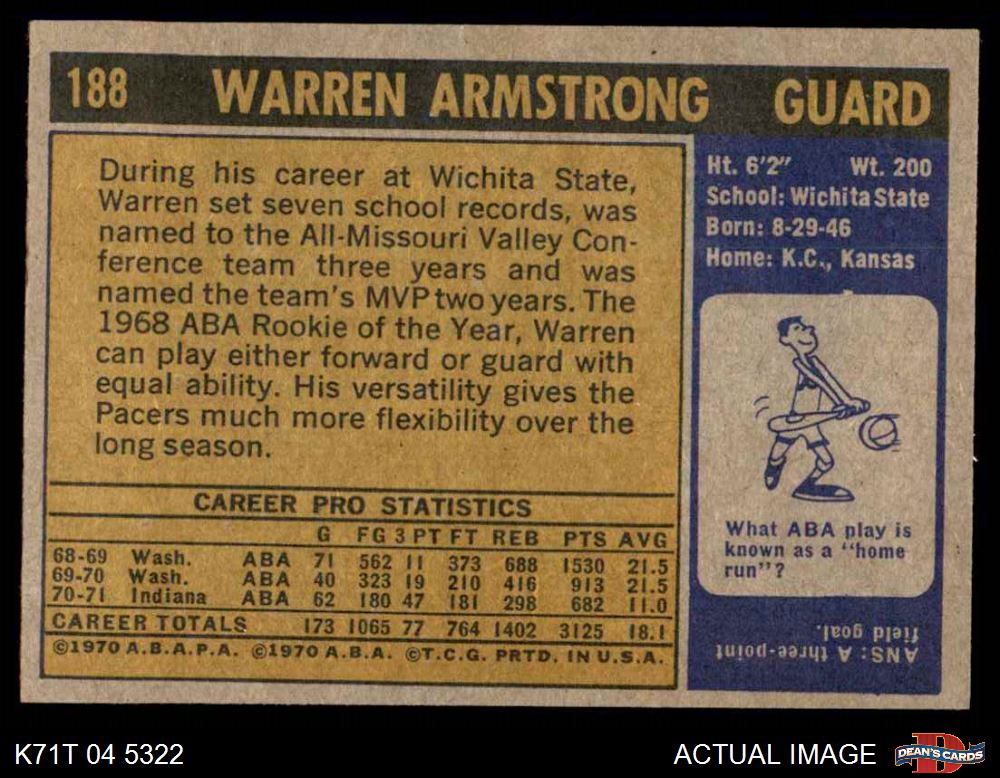 188 WARREN ARMSTRONG GUARD
During his career at Wichita State,
Warren set seven school records, was
named to the All-Missouri Valley Con-
ference team three years and was
named the team's MVP two years. The
1968 ABA Rookie of the Year, Warren
can play either forward or guard with
equal ability. His versatility gives the
Pacers much more flexibility over the
long season.
CAREER PRO STATISTICS
G FG 3 PT FT REB PTS AVG
68-69 Wash. ABA 71 562 11 373 688 1530 21.5
69-70 Wash. ABA 40 323 19 210 416 913 21.5
70-71 Indiana ABA 62 180 47 181 298 682 11.0
CAREER TOTALS 173 1065 77 764 1402 3125 18.1
©1970 A.B.A.P.A. ©1970 A.B.A. ©T.C.G. PRTD. IN U.S.A.
Ht. 6'2" Wt. 200
School: Wichita State
Born: 8-29-46
Home: K.C., Kansas
What ABA play is
known as a "home
run"?
ANS: A three-point
field goal.
K71T 04 5322 ACTUAL IMAGE DEAN'S CARDS